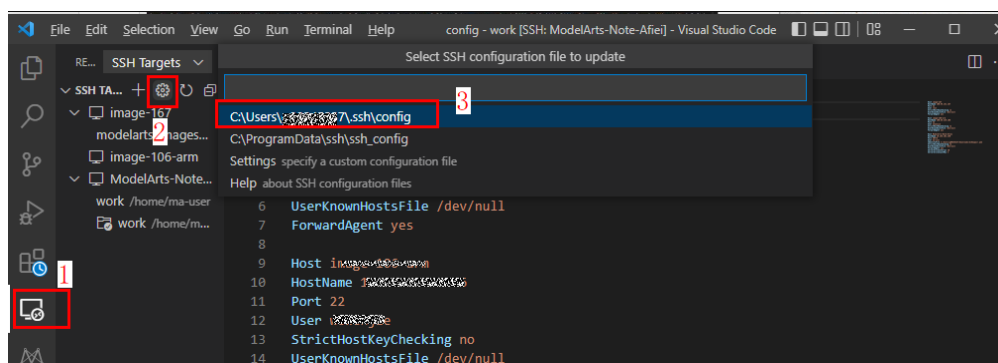 File Edit Selection View Go Run Terminal Help config - work [SSH: ModelArts-Note-Afiei] - Visual Studio Code
Select SSH configuration file to update
RE... SSH Targets
SSH TA...
3
C:\Users\ 7\.ssh\config
C:\ProgramData\ssh\ssh_config
Settings specify a custom configuration file
Help about SSH configuration files
image-167
2
modelarts ages...
image-106-arm
ModelArts-Note...
work /home/ma-user
work /home/m...
1
6 UserKnownHostsFile /dev/null
7 ForwardAgent yes
8
9 Host
10 HostName
11 Port 22
12 User
13 StrictHostKeyChecking no
14 UserKnownHostsFile /dev/null